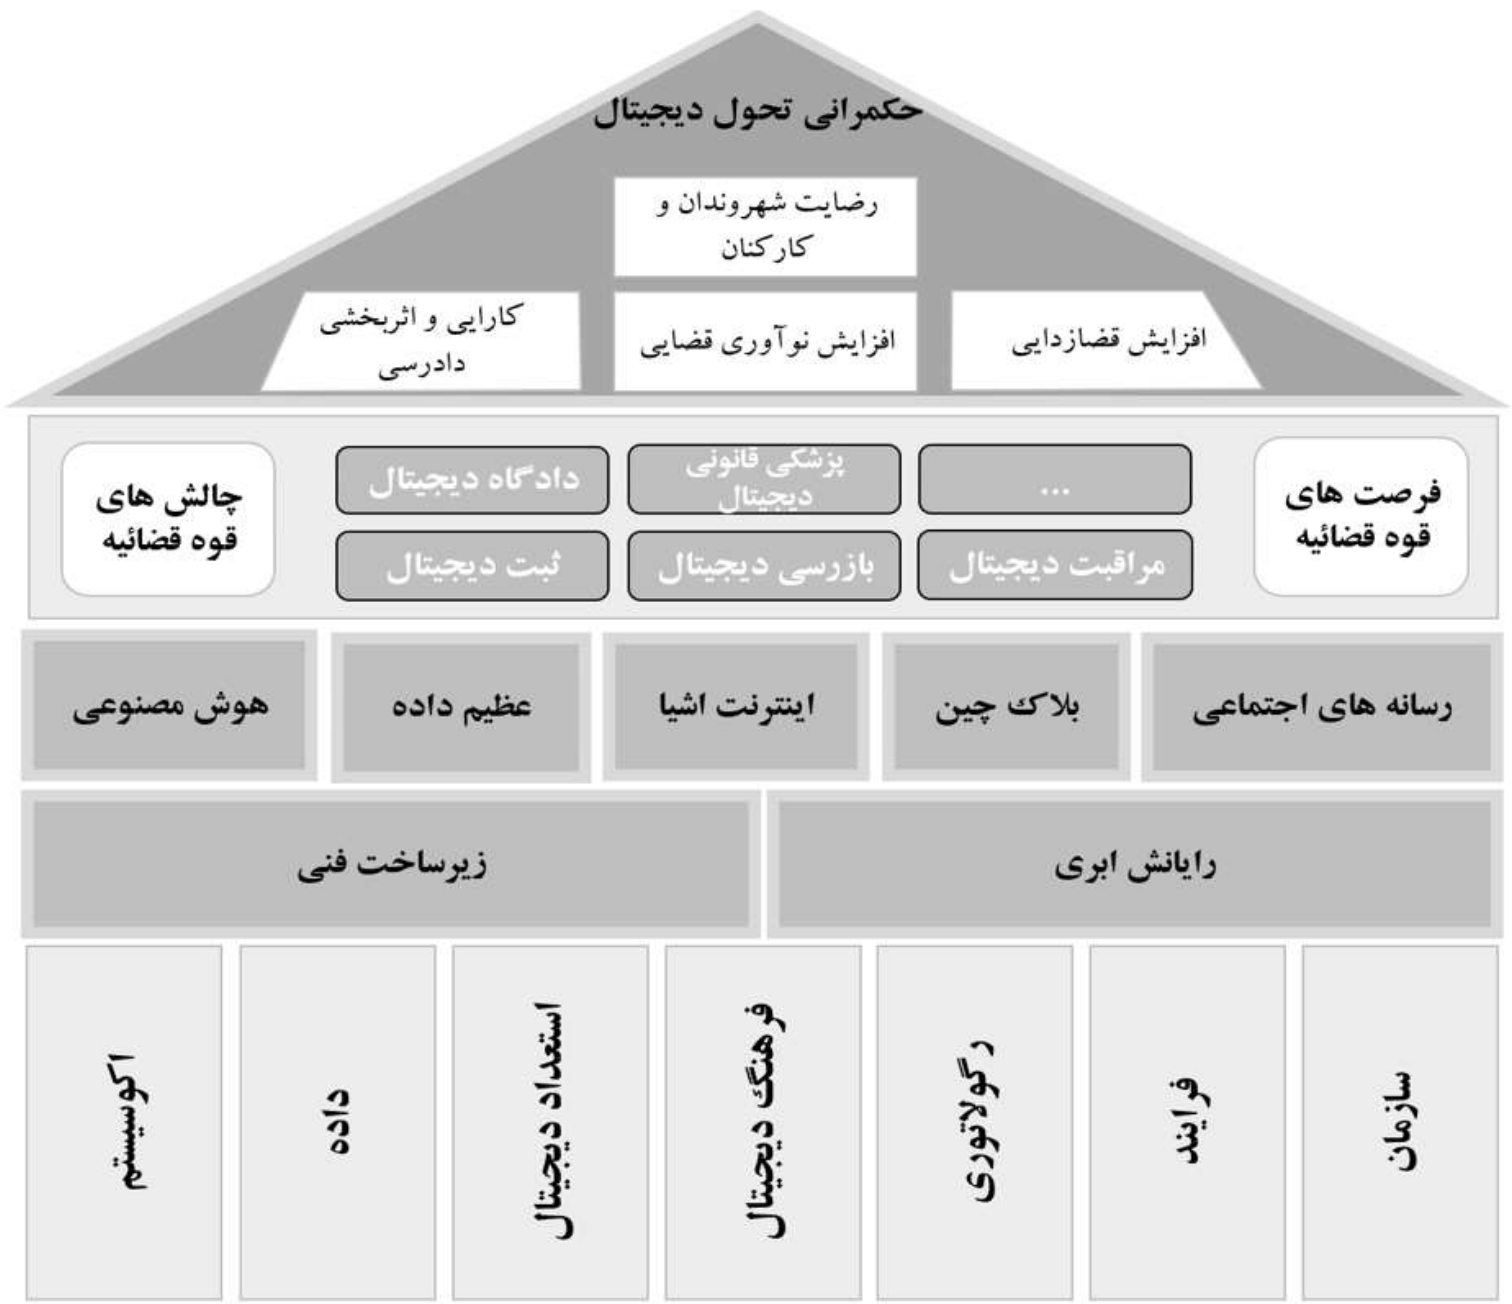 حکمرانی تحول دیجیتال
رضایت شهروندان و
کارکنان
افزایش قضازدایی
افزایش نوآوری قضایی
کارایی و اثربخشی
دادرسی
فرصت های
قوه قضائیه
...
پزشکی قانونی
دیجیتال
دادگاه دیجیتال
مراقبت دیجیتال
بازرسی دیجیتال
ثبت دیجیتال
چالش های
قوه قضائیه
رسانه های اجتماعی
بلاک چین
اینترنت اشیا
عظیم داده
هوش مصنوعی
رایانش ابری
زیرساخت فنی
سازمان
فرایند
رگولاتوری
فرهنگ دیجیتال
استعداد دیجیتال
داده
اکوسیستم